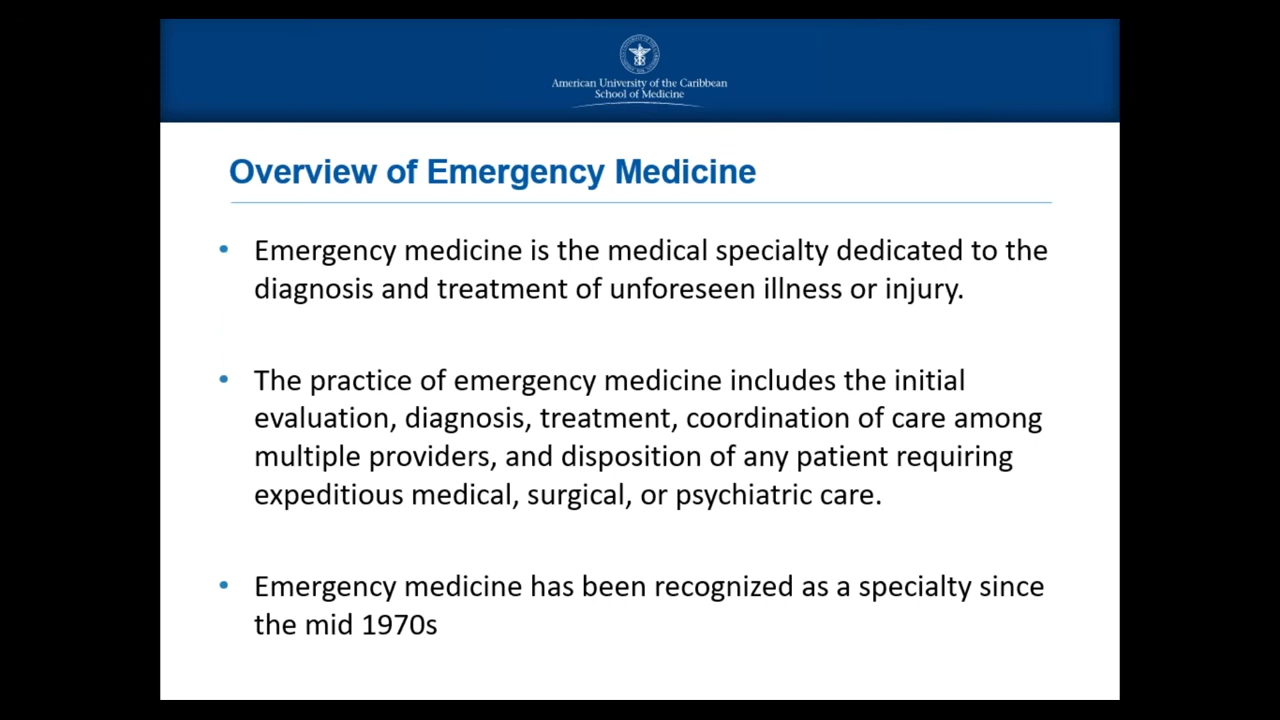 American University of the Caribbean
School of Medicine
Overview of Emergency Medicine
• Emergency medicine is the medical specialty dedicated to the
diagnosis and treatment of unforeseen illness or injury.
• The practice of emergency medicine includes the initial
evaluation, diagnosis, treatment, coordination of care among
multiple providers, and disposition of any patient requiring
expeditious medical, surgical, or psychiatric care.
• Emergency medicine has been recognized as a specialty since
the mid 1970s